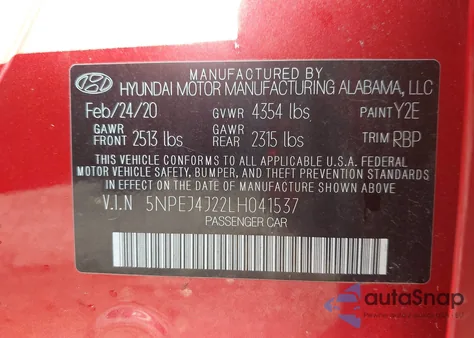 MANUFACTURED BY
HYUNDAI MOTOR MANUFACTURING ALABAMA, LLC
Feb/24/20 GVWR 4354 lbs PAINT Y2E
GAWR FRONT 2513 lbs GAWR REAR 2315 lbs TRIM RBP
THIS VEHICLE CONFORMS TO ALL APPLICABLE U.S.A. FEDERAL
MOTOR VEHICLE SAFETY, BUMPER, AND THEFT PREVENTION STANDARDS
IN EFFECT ON THE DATE OF MANUFACTURE SHOWN ABOVE.
V.I.N 5NPEJ4J22LH041537
PASSENGER CAR
autoSnap